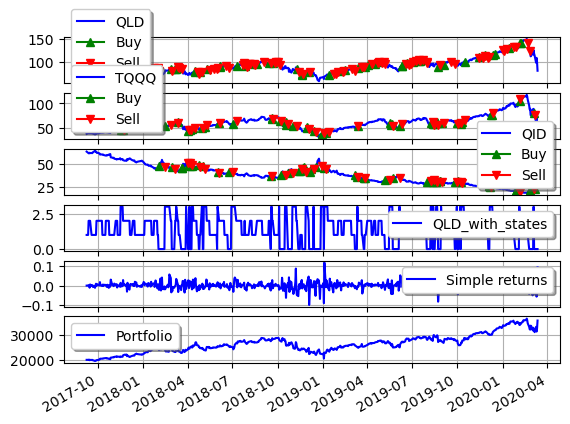 QLD
Buy
Sell
150
100
TQQQ
Buy
Sell
100
50
QID
Buy
Sell
50
25
QLD_with_states
2.5
0.0
Simple returns
0.1
0.0
−0.1
Portfolio
30000
20000
2017-10 2018-01 2018-04 2018-07 2018-10 2019-01 2019-04 2019-07 2019-10 2020-01 2020-04